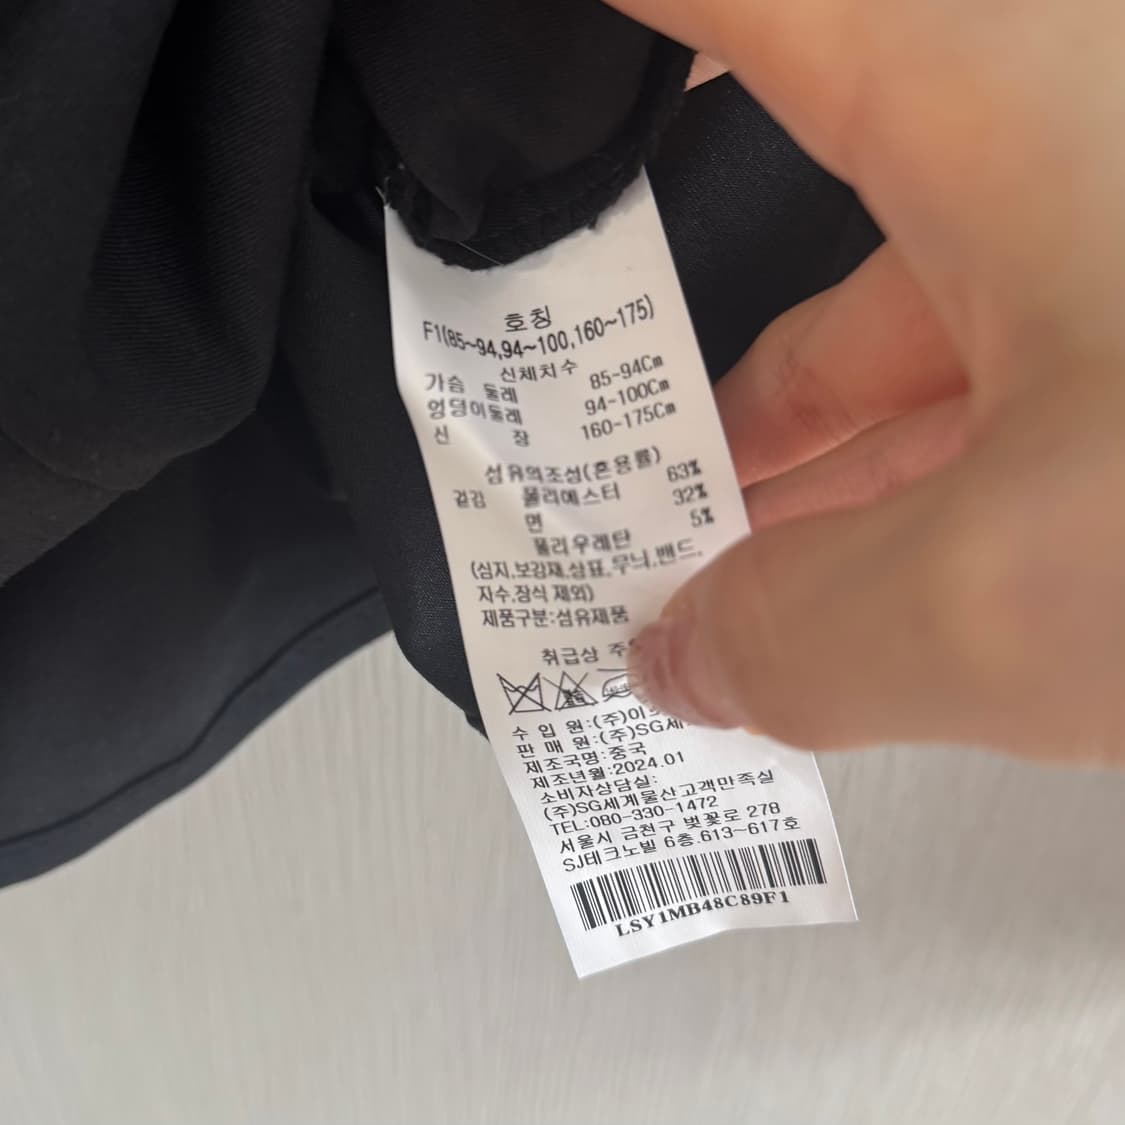 호칭
F1(85~94,94~100,160~175)
신체치수
가슴 둘레 85-94Cm
엉덩이둘레 94-100Cm
신 장 160-175Cm
섬유의조성(혼용률)
겉감 폴리에스터 63%
면 32%
폴리우레탄 5%
(심지,보강재,상표,무늬,밴드,
자수,장식 제외)
제품구분:섬유제품
취급상
수 입 원:(주)
판 매 원:(주)SG세
제조국명:중국
제조년월:2024.01
소비자상담실:
(주)SG세계물산고객만족실
TEL:080-330-1472
서울시 금천구 벚꽃로 278
SJ테크노빌 6층.613~617호
LSY1MB48C89F1